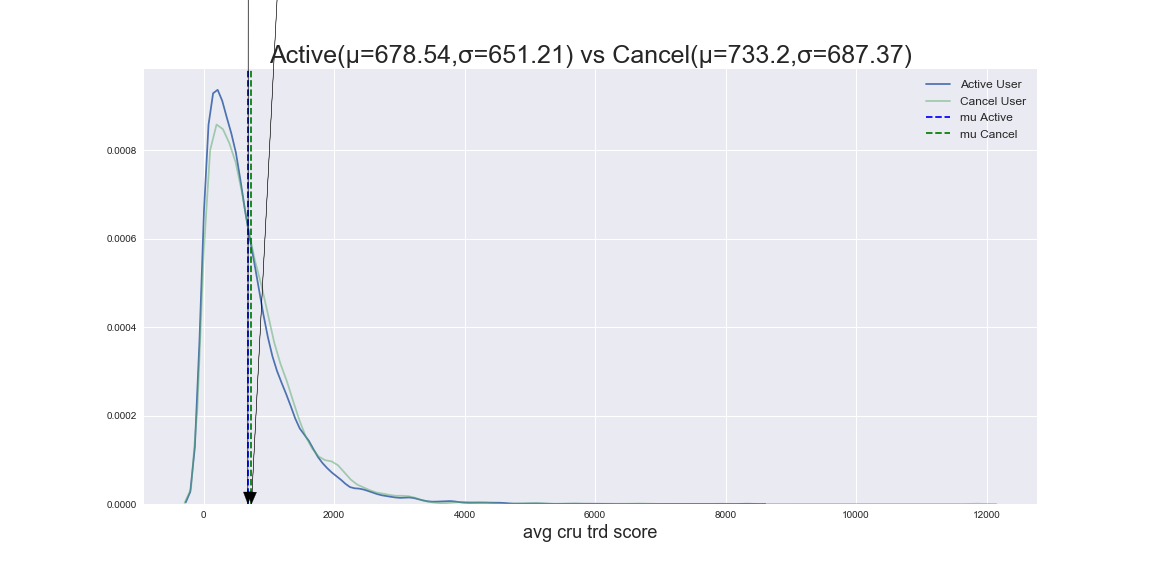 Active(μ=678.54,σ=651.21) vs Cancel(μ=733.2,σ=687.37)
Active User
Cancel User
mu Active
mu Cancel
0.0008
0.0006
0.0004
0.0002
0.0000
0 2000 4000 6000 8000 10000 12000
avg cru trd score